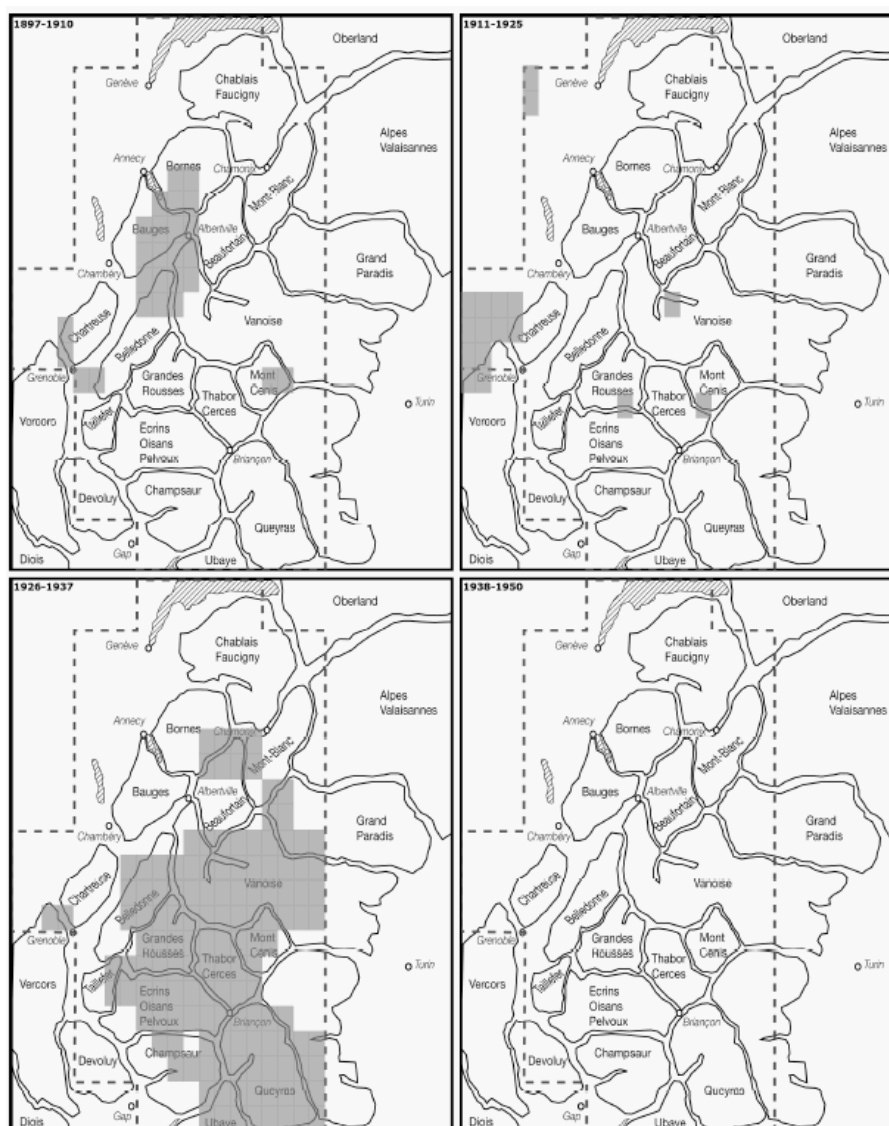 1897-1910
Oberland
Chablais
Faucigny
Genève
Alpes
Valaisannes
Annecy
Bornes
Chamonix
Mont-Blanc
Bauges
Albertville
Beaufortain
Grand
Paradis
Chambéry
Vanoise
Chartreuse
Belledonne
Grenoble
Grandes
Rousses
Mont
Cenis
Thabor
Cerces
Turin
Vercors
Taillefer
Ecrins
Oisans
Pelvoux
Briançon
Devoluy
Champsaur
Queyras
Gap
Diois
Ubaye
1911-1925
Oberland
Chablais
Faucigny
Genève
Alpes
Valaisannes
Annecy
Bornes
Chamonix
Mont-Blanc
Bauges
Albertville
Beaufortain
Grand
Paradis
Chambéry
Vanoise
Chartreuse
Belledonne
Grenoble
Grandes
Rousses
Mont
Cenis
Thabor
Cerces
Turin
Vercors
Taillefer
Ecrins
Oisans
Pelvoux
Briançon
Devoluy
Champsaur
Queyras
Gap
Diois
Ubaye
1926-1937
Oberland
Chablais
Faucigny
Genève
Alpes
Valaisannes
Annecy
Bornes
Chamonix
Mont-Blanc
Bauges
Albertville
Beaufortain
Grand
Paradis
Chambéry
Vanoise
Chartreuse
Belledonne
Grenoble
Grandes
Housses
Mont
Cenis
Thabor
Cerces
Turin
Vercors
Taillefer
Ecrins
Oisans
Pelvoux
Briançon
Devoluy
Champsaur
Queyras
Gap
Diois
Ubaye
1938-1950
Oberland
Chablais
Faucigny
Genève
Alpes
Valaisannes
Annecy
Bornes
Chamonix
Mont-Blanc
Bauges
Albertville
Beaufortain
Grand
Paradis
Chambéry
Vanoise
Chartreuse
Belledonne
Grenoble
Grandes
Rousses
Mont
Cenis
Thabor
Cerces
Turin
Vercors
Taillefer
Ecrins
Oisans
Pelvoux
Briançon
Devoluy
Champsaur
Queyras
Gap
Diois
Ubaye